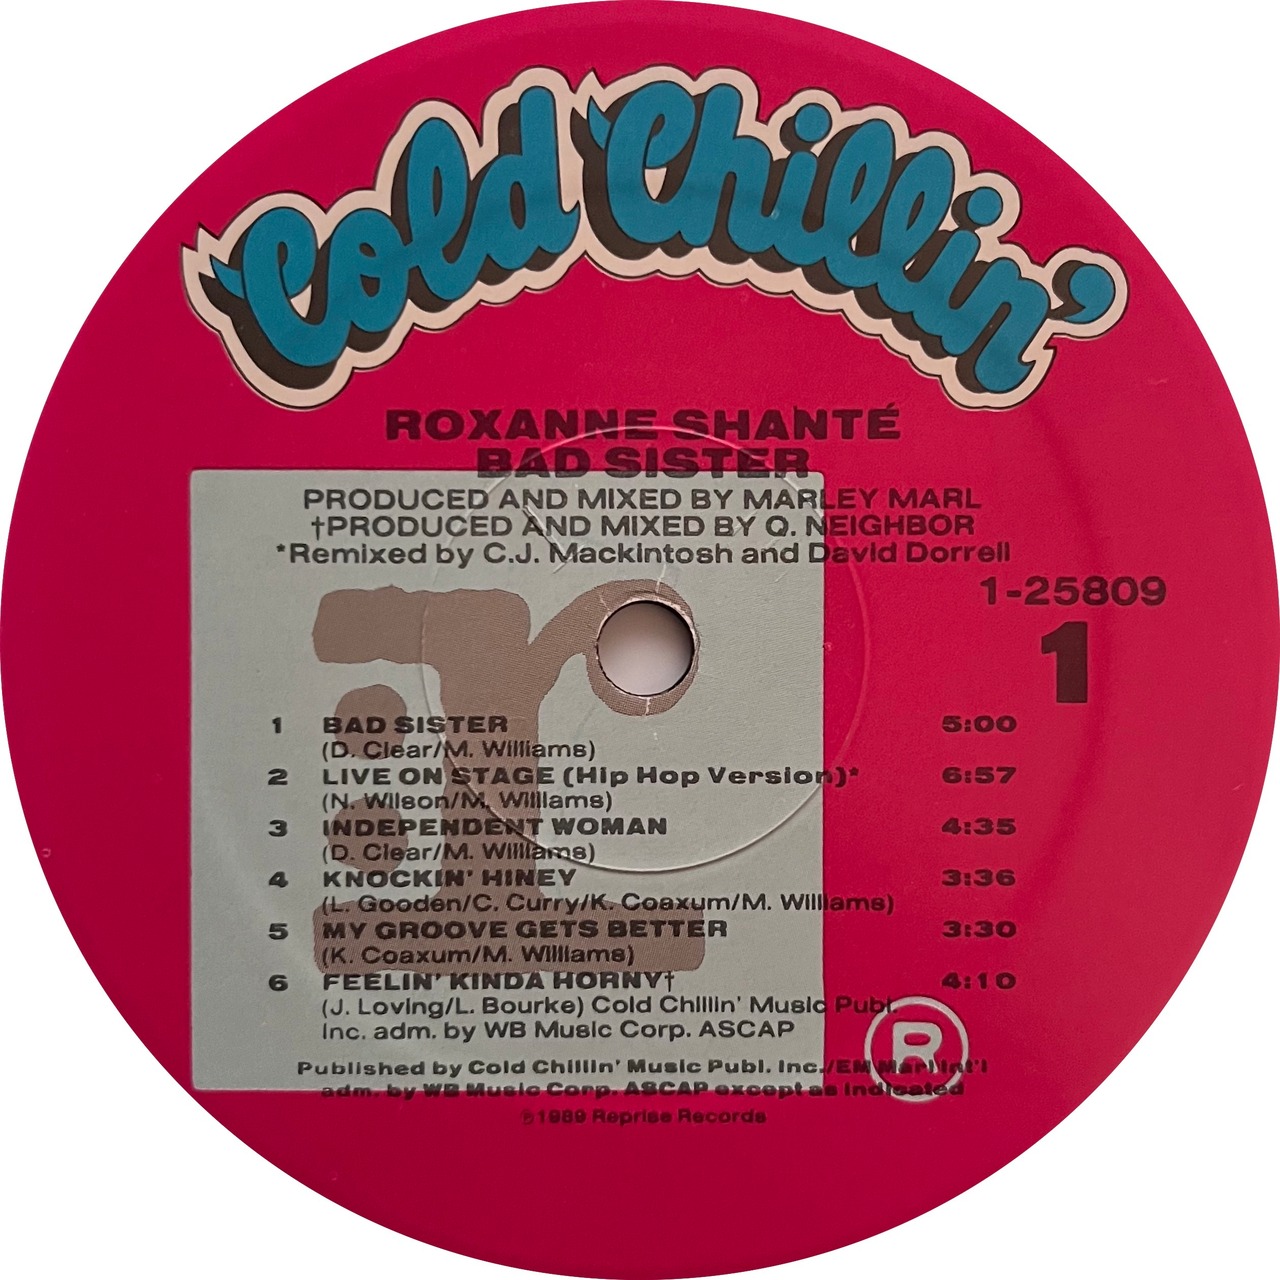 Cold Chillin'
ROXANNE SHANTÉ
BAD SISTER
PRODUCED AND MIXED BY MARLEY MARL
†PRODUCED AND MIXED BY Q. NEIGHBOR
*Remixed by C.J. Mackintosh and David Dorrell
1-25809
1
1 BAD SISTER 5:00
(D. Clear/M. Williams)
2 LIVE ON STAGE (Hip Hop Version)* 6:57
(N. Wilson/M. Williams)
3 INDEPENDENT WOMAN 4:35
(D. Clear/M. Williams)
4 KNOCKIN' HINEY 3:36
(L. Gooden/C. Curry/K. Coaxum/M. Williams)
5 MY GROOVE GETS BETTER 3:30
(K. Coaxum/M. Williams)
6 FEELIN' KINDA HORNY† 4:10
(J. Loving/L. Bourke) Cold Chillin' Music Publ.
Inc. adm. by WB Music Corp. ASCAP
Published by Cold Chillin' Music Publ. Inc./EM Marl Int'l
adm. by WB Music Corp. ASCAP except as indicated
R
℗1989 Reprise Records
r: